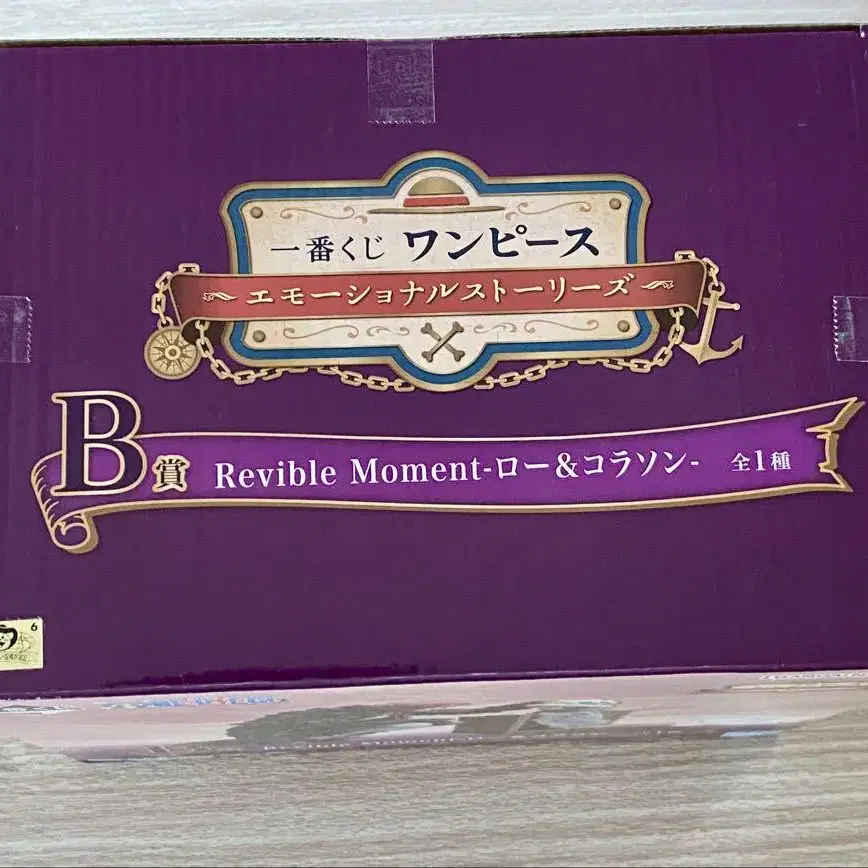 一番くじ ワンピース
エモーショナルストーリーズ
B賞 Revible Moment-ロー&コラソン- 全1種
6